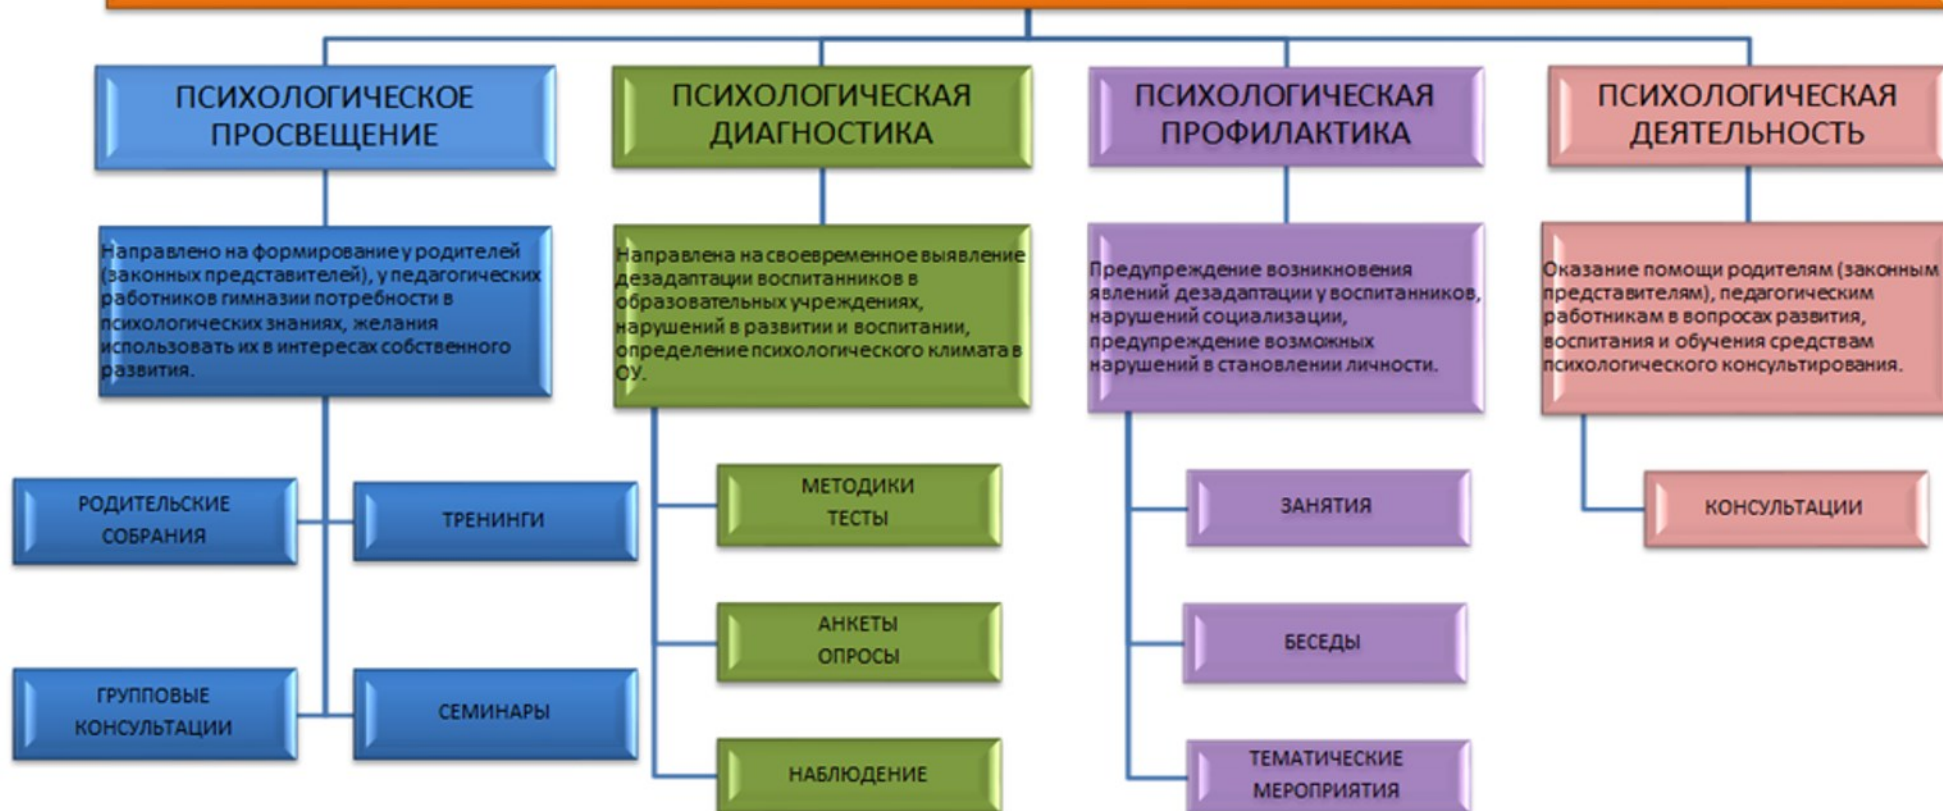 ПСИХОЛОГИЧЕСКОЕ
ПРОСВЕЩЕНИЕ
Направлено на формирование у родителей
(законных представителей), у педагогических
работников гимназии потребности в
психологических знаниях, желания
использовать их в интересах собственного
развития.
РОДИТЕЛЬСКИЕ
СОБРАНИЯ
ТРЕНИНГИ
ГРУППОВЫЕ
КОНСУЛЬТАЦИИ
СЕМИНАРЫ
ПСИХОЛОГИЧЕСКАЯ
ДИАГНОСТИКА
Направлена на своевременное выявление
дезадаптации воспитанников в
образовательных учреждениях,
нарушений в развитии и воспитании,
определение психологического климата в
ОУ.
МЕТОДИКИ
ТЕСТЫ
АНКЕТЫ
ОПРОСЫ
НАБЛЮДЕНИЕ
ПСИХОЛОГИЧЕСКАЯ
ПРОФИЛАКТИКА
Предупреждение возникновения
явлений дезадаптации у воспитанников,
нарушений социализации,
предупреждение возможных
нарушений в становлении личности.
ЗАНЯТИЯ
БЕСЕДЫ
ТЕМАТИЧЕСКИЕ
МЕРОПРИЯТИЯ
ПСИХОЛОГИЧЕСКАЯ
ДЕЯТЕЛЬНОСТЬ
Оказание помощи родителям (законным
представителям), педагогическим
работникам в вопросах развития,
воспитания и обучения средствам
психологического консультирования.
КОНСУЛЬТАЦИИ